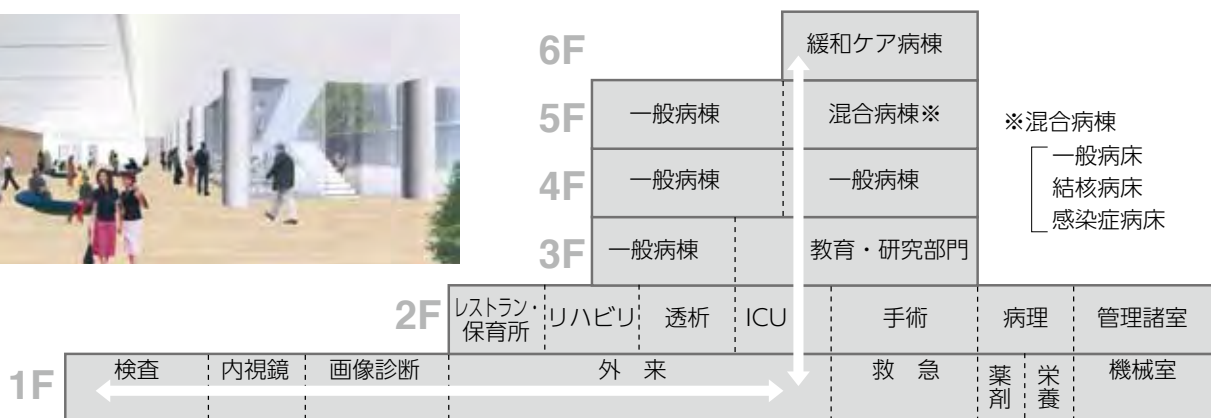 6F
緩和ケア病棟
5F
一般病棟
混合病棟※
※混合病棟
一般病床
結核病床
感染症病床
4F
一般病棟
一般病棟
3F
一般病棟
教育・研究部門
2F
レストラン・
保育所
リハビリ
透析
ICU
手術
病理
管理諸室
1F
検査
内視鏡
画像診断
外 来
救 急
薬剤
栄養
機械室